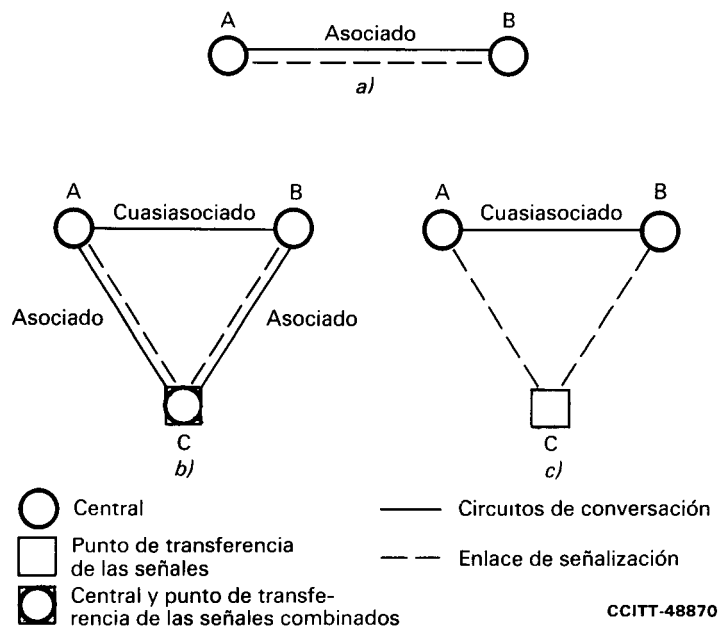 A
Asociado
B
a)
A
Cuasiasociado
B
Asociado
Asociado
C
b)
A
Cuasiasociado
B
C
c)
Central
Punto de transferencia
de las señales
Central y punto de transfe-
rencia de las señales combinados
Circuitos de conversación
Enlace de señalización
CCITT-48870